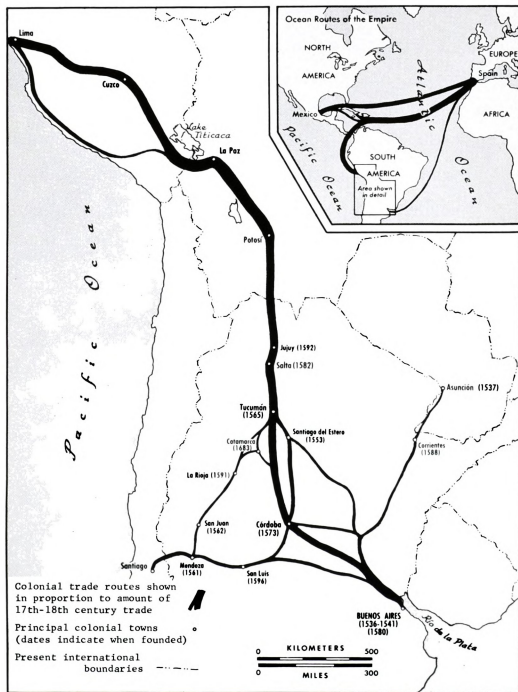 Ocean Routes of the Empire
NORTH
AMERICA
EUROPE
Spain
Atlantic
Mexico
AFRICA
Pacific
Ocean
SOUTH
AMERICA
Area shown
in detail
Ocean
Lima
Cuzco
Lake
Titicaca
La Paz
Potosí
Pacific Ocean
Jujuy (1592)
Salta (1582)
Asunción (1537)
Tucumán
(1565)
Santiago del Estero
(1553)
Catamarca
(1683)
Corrientes
(1588)
La Rioja (1591)
San Juan
(1562)
Córdoba
(1573)
Santiago
Mendoza
(1561)
San Luis
(1596)
BUENOS AIRES
(1536-1541)
(1580)
Río de la Plata
Colonial trade routes shown
in proportion to amount of
17th-18th century trade
Principal colonial towns
(dates indicate when founded)
Present international
boundaries
KILOMETERS
0 500
0 300
MILES